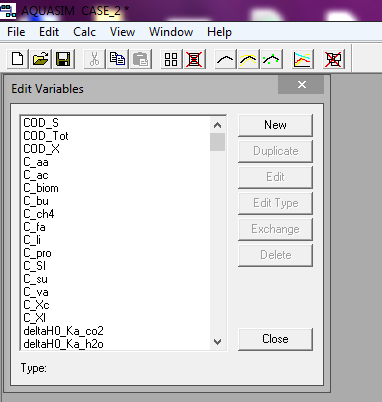 AQUASIM CASE_2 *
File Edit Calc View Window Help
Edit Variables
COD_S
COD_Tot
COD_X
C_aa
C_ac
C_biom
C_bu
C_ch4
C_fa
C_li
C_pro
C_SI
C_su
C_va
C_Xc
C_XI
deltaH0_Ka_co2
deltaH0_Ka_h2o
New
Duplicate
Edit
Edit Type
Exchange
Delete
Close
Type: